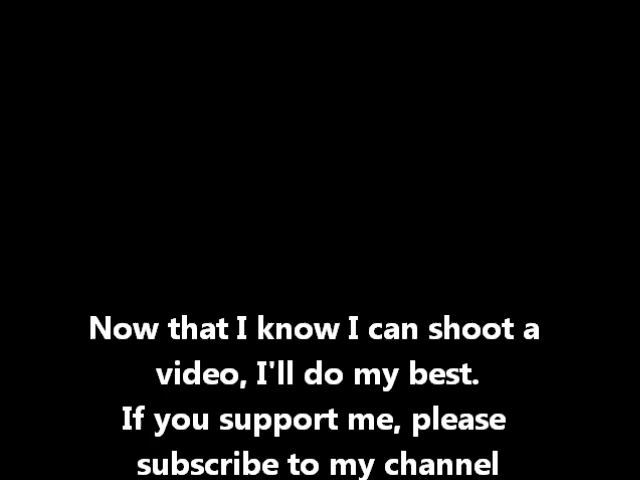 Now that I know I can shoot a
video, I'll do my best.
If you support me, please
subscribe to my channel